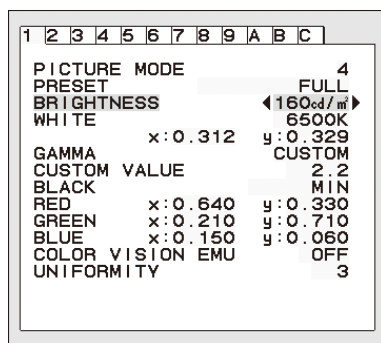 1 2 3 4 5 6 7 8 9 A B C
PICTURE MODE 4
PRESET FULL
BRIGHTNESS ◀160cd/㎡▶
WHITE 6500K
x:0.312 y:0.329
GAMMA CUSTOM
CUSTOM VALUE 2.2
BLACK MIN
RED x:0.640 y:0.330
GREEN x:0.210 y:0.710
BLUE x:0.150 y:0.060
COLOR VISION EMU OFF
UNIFORMITY 3